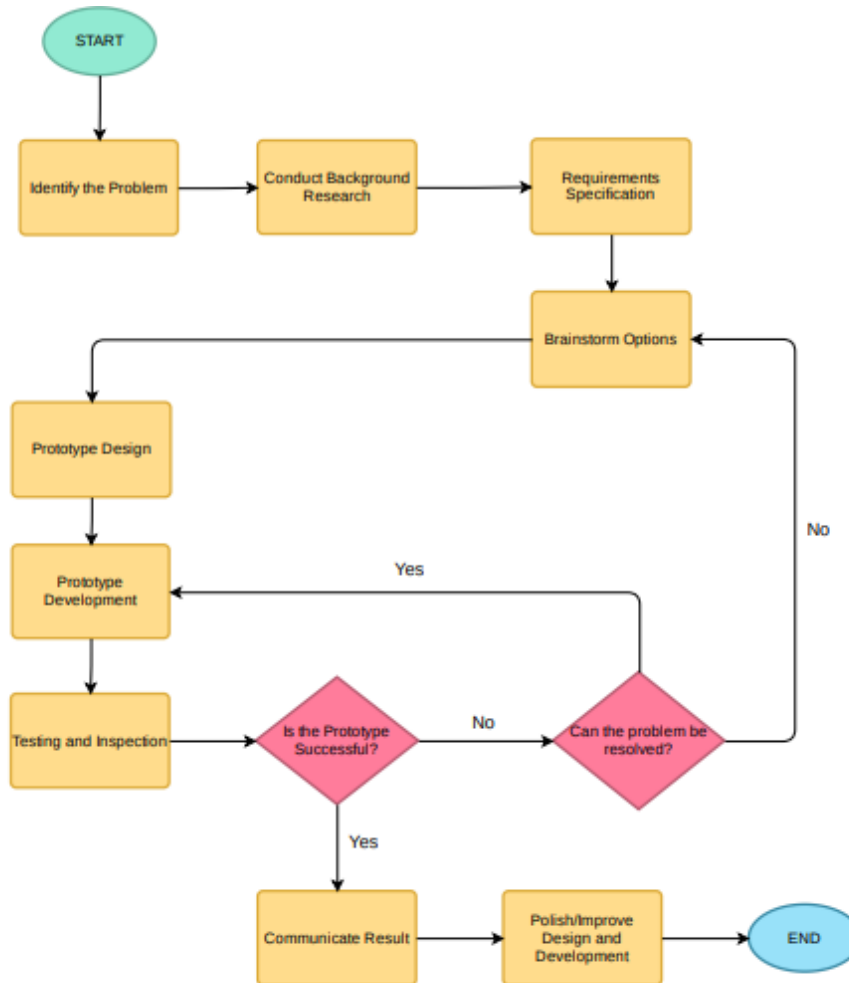 START
Identify the Problem
Conduct Background
Research
Requirements
Specification
Brainstorm Options
Prototype Design
No
Prototype
Development
Yes
Testing and Inspection
Is the Prototype
Successful?
No
Can the problem be
resolved?
Yes
Communicate Result
Polish/Improve
Design and
Development
END